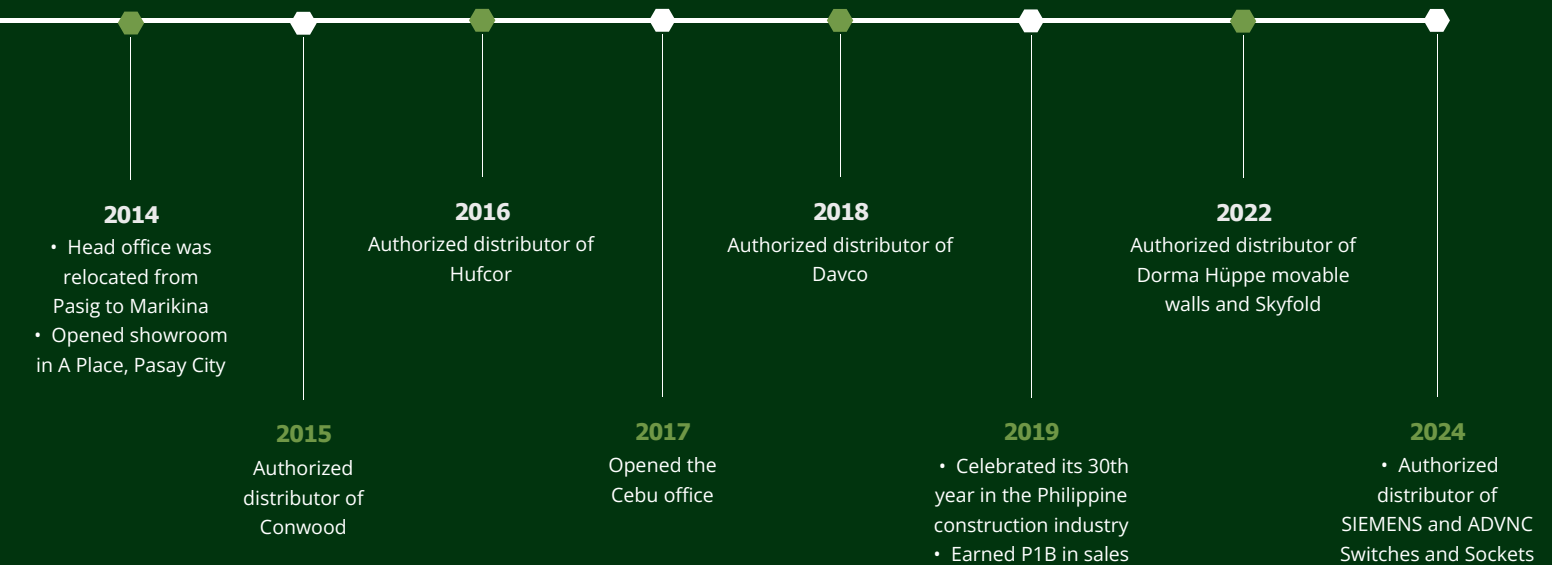 2014
• Head office was
relocated from
Pasig to Marikina
• Opened showroom
in A Place, Pasay City
2015
Authorized
distributor of
Conwood
2016
Authorized distributor of
Hufcor
2017
Opened the
Cebu office
2018
Authorized distributor of
Davco
2019
• Celebrated its 30th
year in the Philippine
construction industry
• Earned P1B in sales
2022
Authorized distributor of
Dorma Hüppe movable
walls and Skyfold
2024
• Authorized
distributor of
SIEMENS and ADVNC
Switches and Sockets